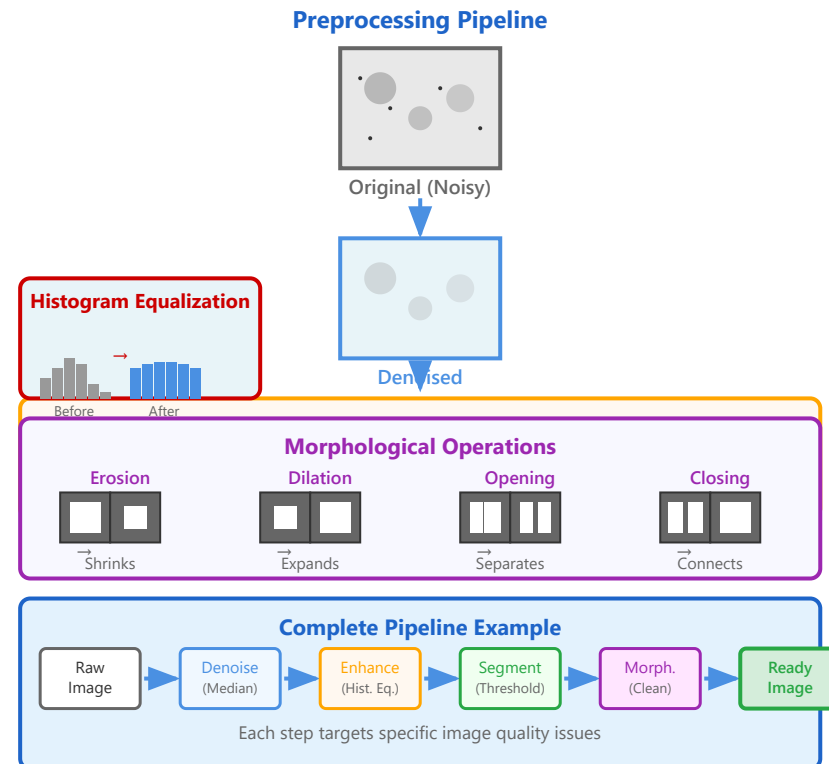 Preprocessing Pipeline
Original (Noisy)
Denoised
Histogram Equalization
→
Before
After
Morphological Operations
Erosion
→
Shrinks
Dilation
→
Expands
Opening
→
Separates
Closing
→
Connects
Complete Pipeline Example
Raw
Image
Denoise
(Median)
Enhance
(Hist. Eq.)
Segment
(Threshold)
Morph.
(Clean)
Ready
Image
Each step targets specific image quality issues